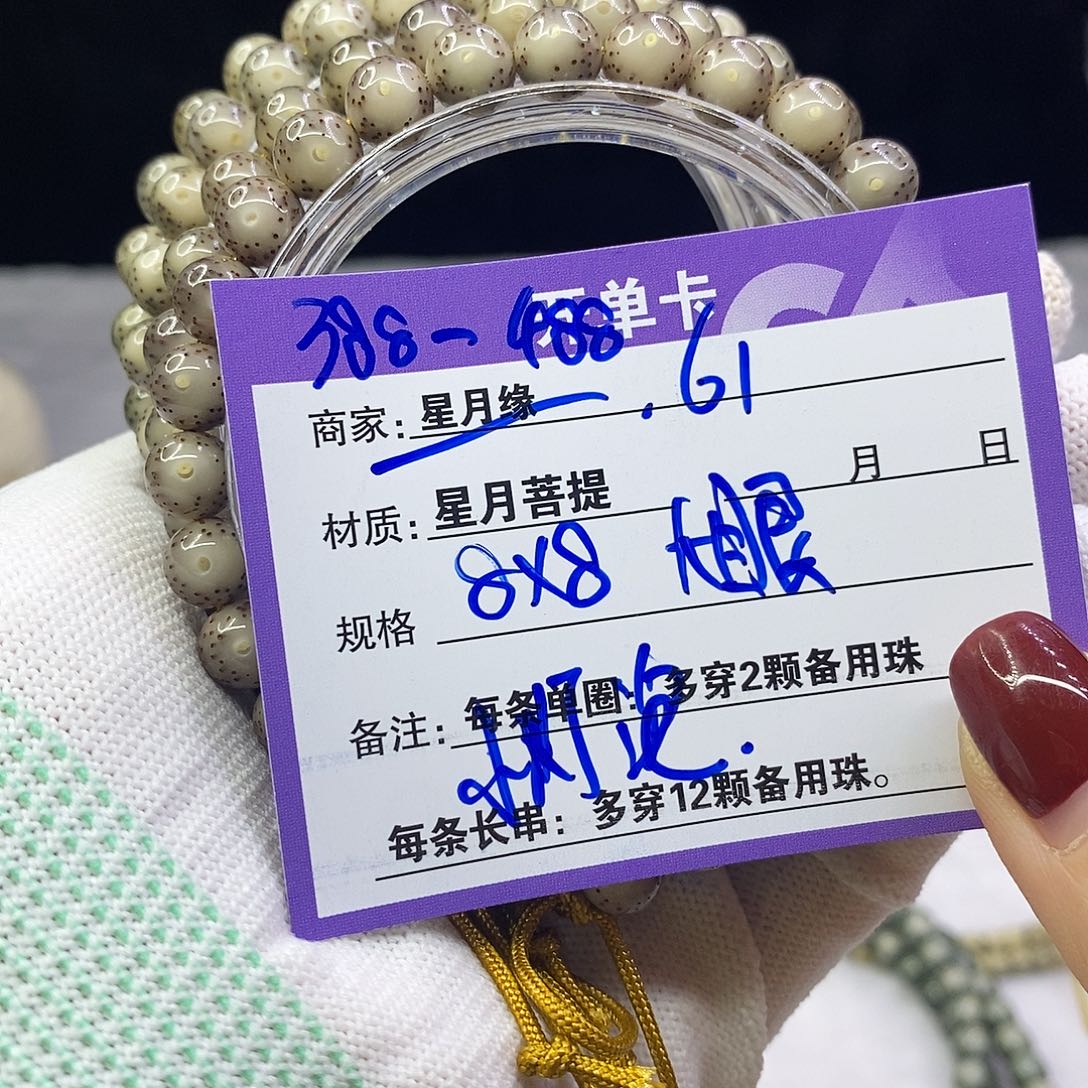 单卡
388-488
商家:星月缘 .61
月 日
材质:星月菩提
8×8
规格
备注:每条单圈:多穿2颗备用珠
每条长串:多穿12颗备用珠。